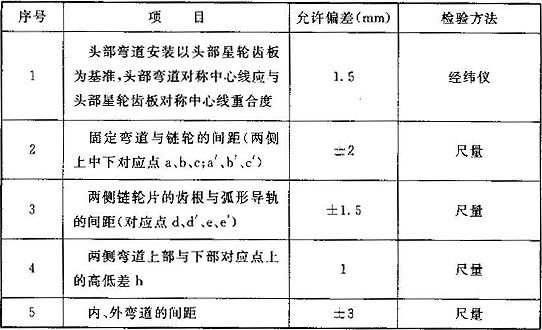 序号 项 目 允许偏差(mm) 检验方法
1 头部弯道安装以头部星轮齿板
为基准,头部弯道对称中心线应与
头部星轮齿板对称中心线重合度 1.5 经纬仪
2 固定弯道与链轮的间距(两侧
上中下对应点a、b、c;a′、b′、c′) ±2 尺量
3 两侧链轮片的齿根与弧形导轨
的间距(对应点d、d′、e、e′) ±1.5 尺量
4 两侧弯道上部与下部对应点上
的高低差h 1 尺量
5 内、外弯道的间距 ±3 尺量